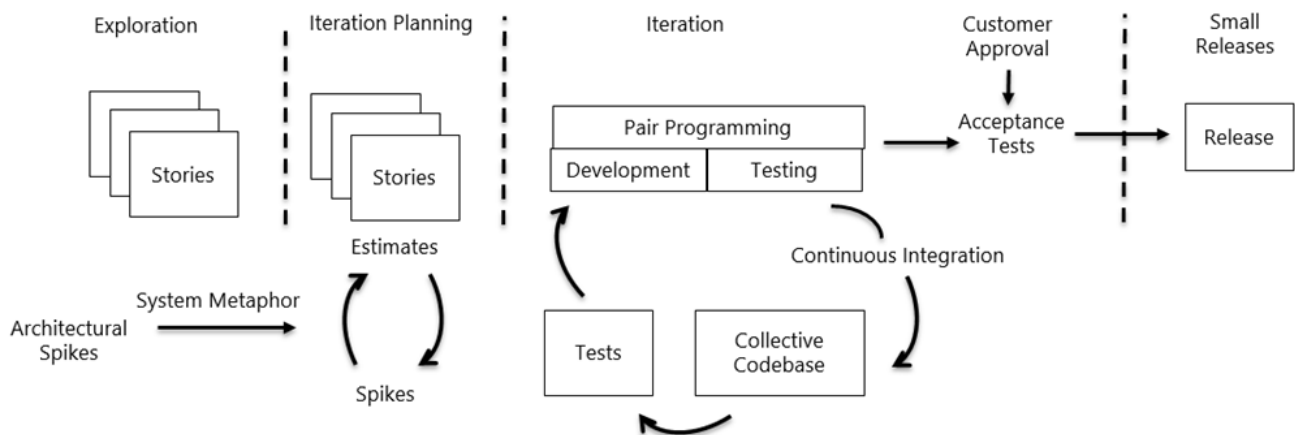 Exploration
Iteration Planning
Iteration
Customer
Approval
Small
Releases
Stories
Stories
Pair Programming
Development
Testing
Acceptance
Tests
Release
Estimates
Continuous Integration
System Metaphor
Architectural
Spikes
Spikes
Tests
Collective
Codebase